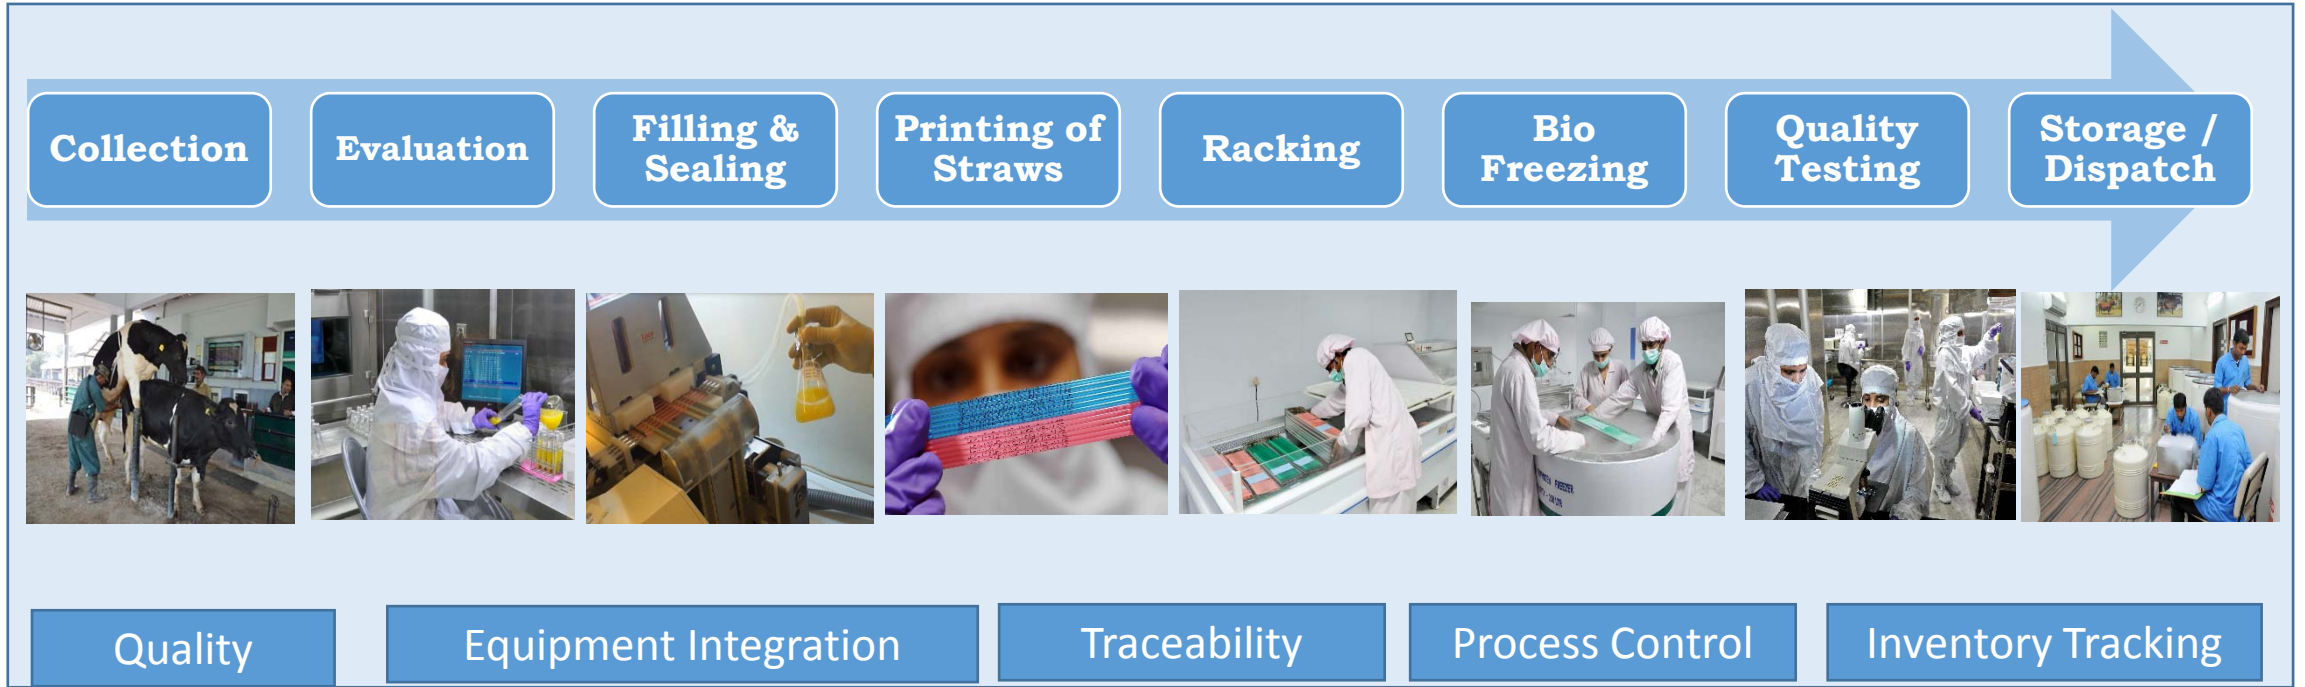 Collection
Evaluation
Filling &
Sealing
Printing of
Straws
Racking
Bio
Freezing
Quality
Testing
Storage /
Dispatch
Quality
Equipment Integration
Traceability
Process Control
Inventory Tracking